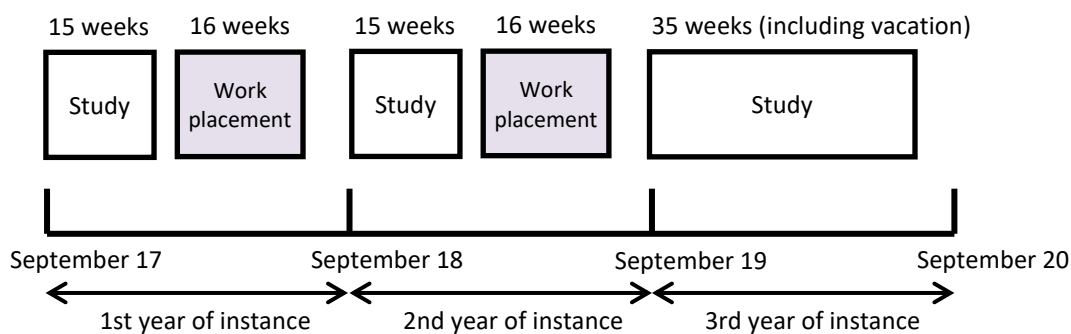 15 weeks 16 weeks 15 weeks 16 weeks 35 weeks (including vacation)
Study
Work
placement
Study
Work
placement
Study
September 17 September 18 September 19 September 20
1st year of instance 2nd year of instance 3rd year of instance